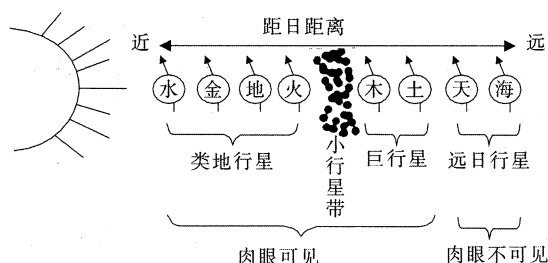 距日距离
近 远
水 金 地 火 木 土 天 海
类地行星 小行星带 巨行星 远日行星
肉眼可见 肉眼不可见